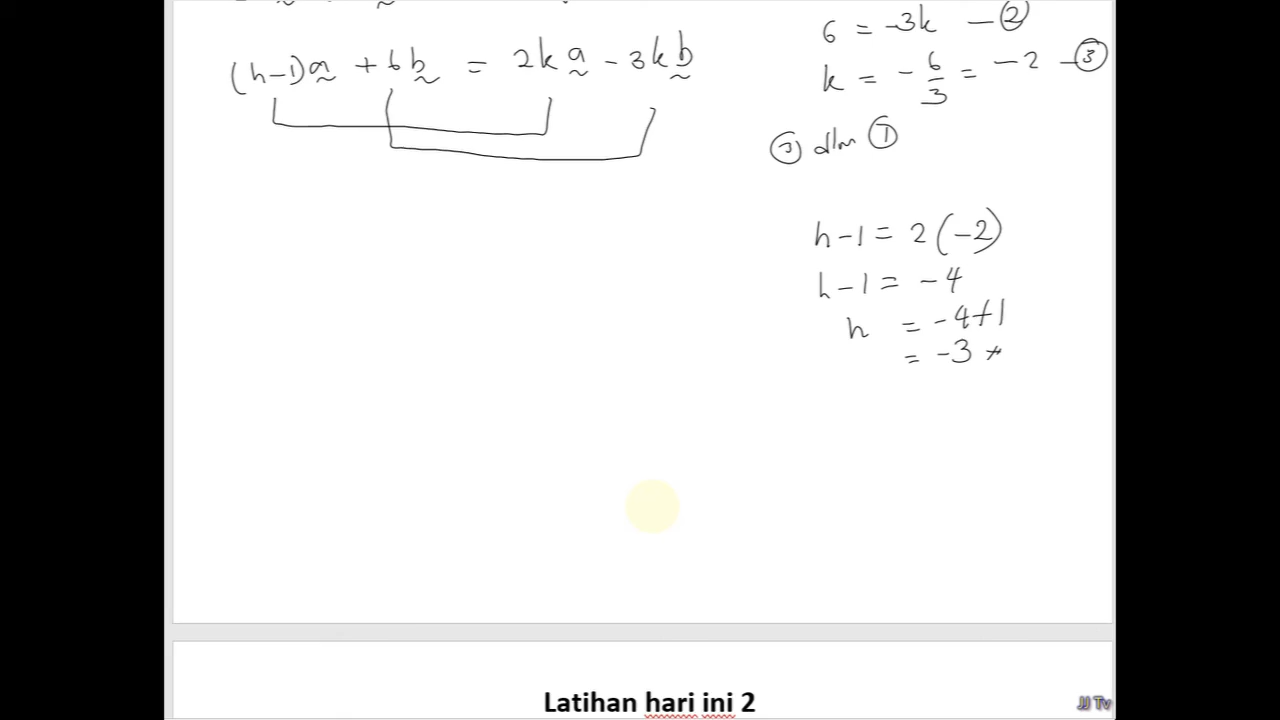 (h-1)a + 6b = 2ka - 3kb
6 = -3k — ②
k = - 6/3 = -2 — ③
③ dlm ①
h-1 = 2(-2)
h-1 = -4
h = -4+1
= -3
Latihan hari ini 2
JJ Tv